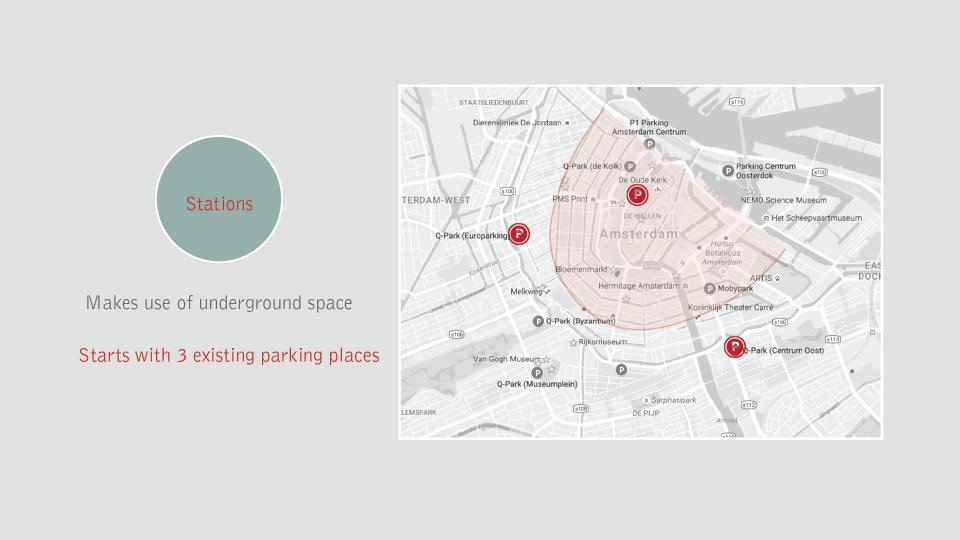 Stations
Makes use of underground space
Starts with 3 existing parking places
STAATSLIEDENBUURT
s116
Dierenkliniek De Jordaan
P1 Parking
Amsterdam Centrum
P
Q-Park (de Kolk) P
P Parking Centrum
Oosterdok
s100
De Oude Kerk
s100
P
TERDAM-WEST
PMS Print
NEMO Science Museum
DE WALLEN
Het Scheepvaartmuseum
Q-Park (Europarking P
Amsterdam
Hortus
Botanicus
Amsterdam
Bloemenmarkt
Amstel
EAS
DOCK
ARTIS
Hermitage Amsterdam
P Mobypark
Melkweg
Koninklijk Theater Carré
P Q-Park (Byzantium)
s100
s106
Rijksmuseum
s113
P Q-Park (Centrum Oost)
Van Gogh Museum
P
P
Q-Park (Museumplein)
Sarphatipark
s112
LEMSPARK
s108
DE PIJP
Amstel
s110